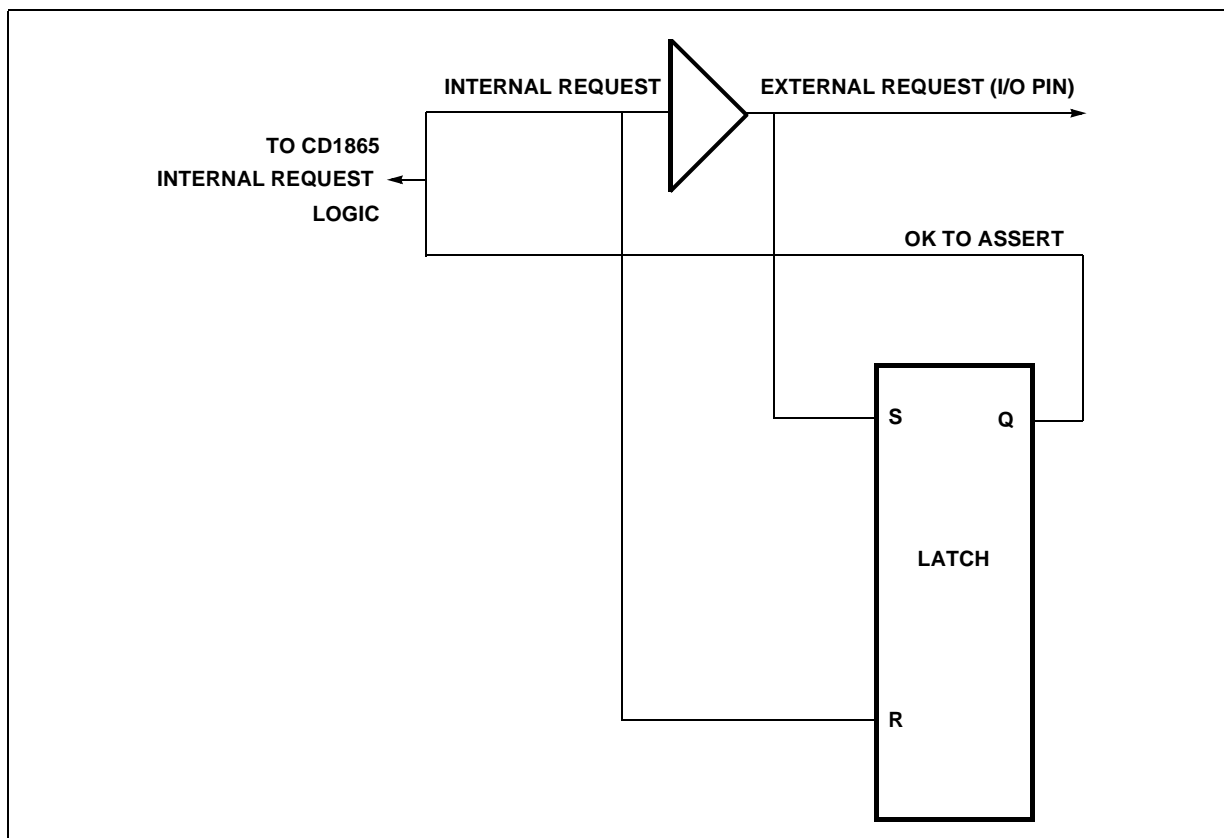 INTERNAL REQUEST
EXTERNAL REQUEST (I/O PIN)
TO CD1865
INTERNAL REQUEST
LOGIC
OK TO ASSERT
S
Q
LATCH
R